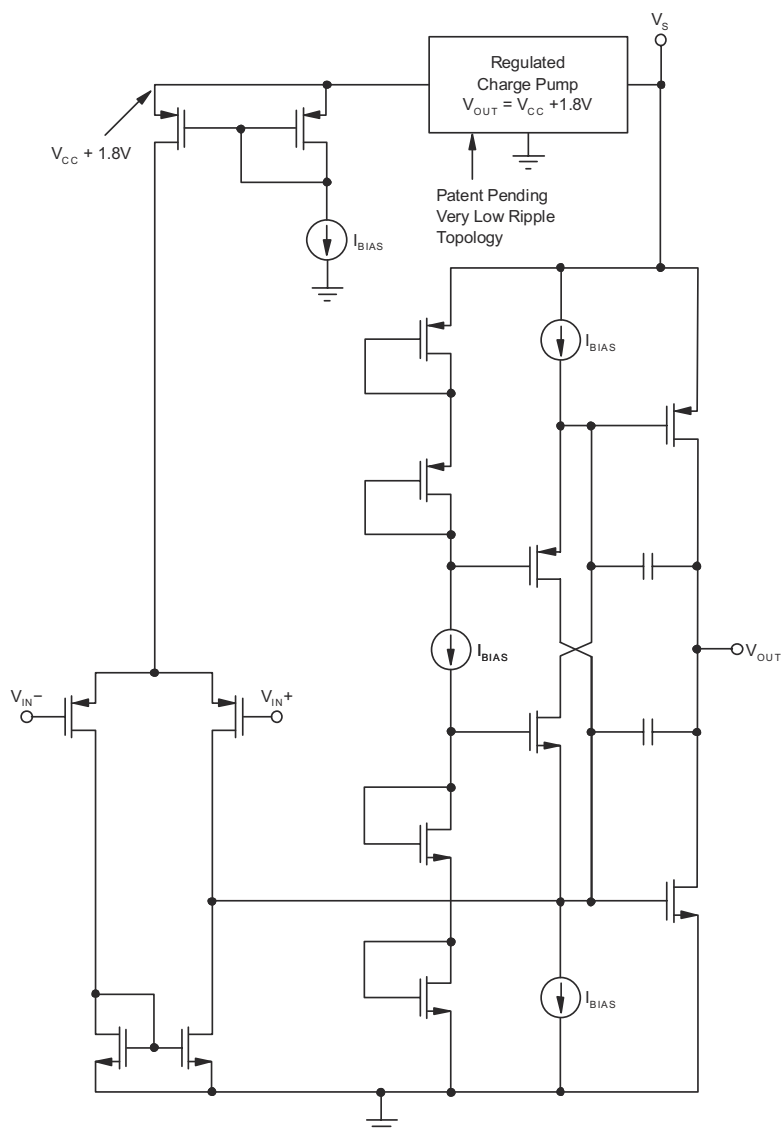 V_S
Regulated
Charge Pump
V_OUT = V_CC +1.8V
V_CC + 1.8V
Patent Pending
Very Low Ripple
Topology
I_BIAS
I_BIAS
I_BIAS
V_OUT
V_IN−
V_IN+
I_BIAS